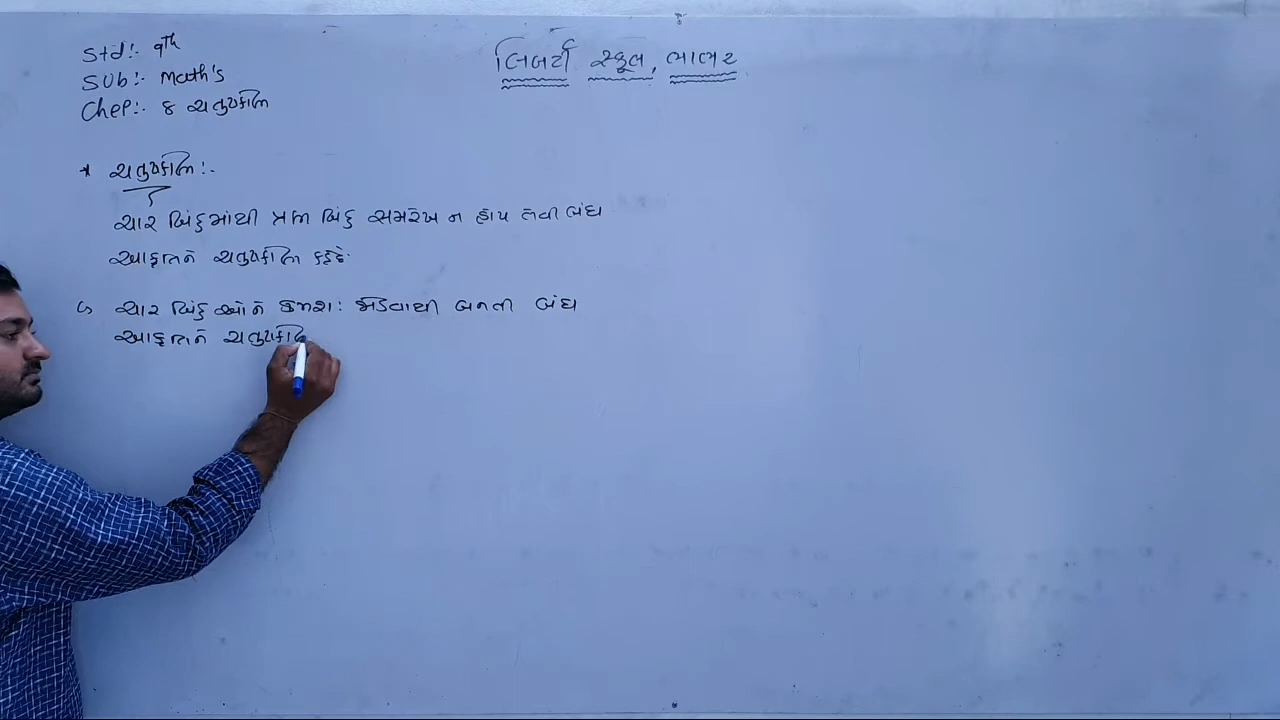 લિબર્ટી સ્કૂલ, ભાભર
Std:- 9th
Sub:- Math's
Chep:- 8 ચતુષ્કોણ
* ચતુષ્કોણ:-
ચાર બિંદુમાંથી ત્રણ બિંદુ સમરેખ ન હોય તેવી બંધ
આકૃતિને ચતુષ્કોણ કહે છે.
ચાર બિંદુઓને ક્રમશ: જોડવાથી બનતી બંધ
આકૃતિને ચતુષ્કોણ